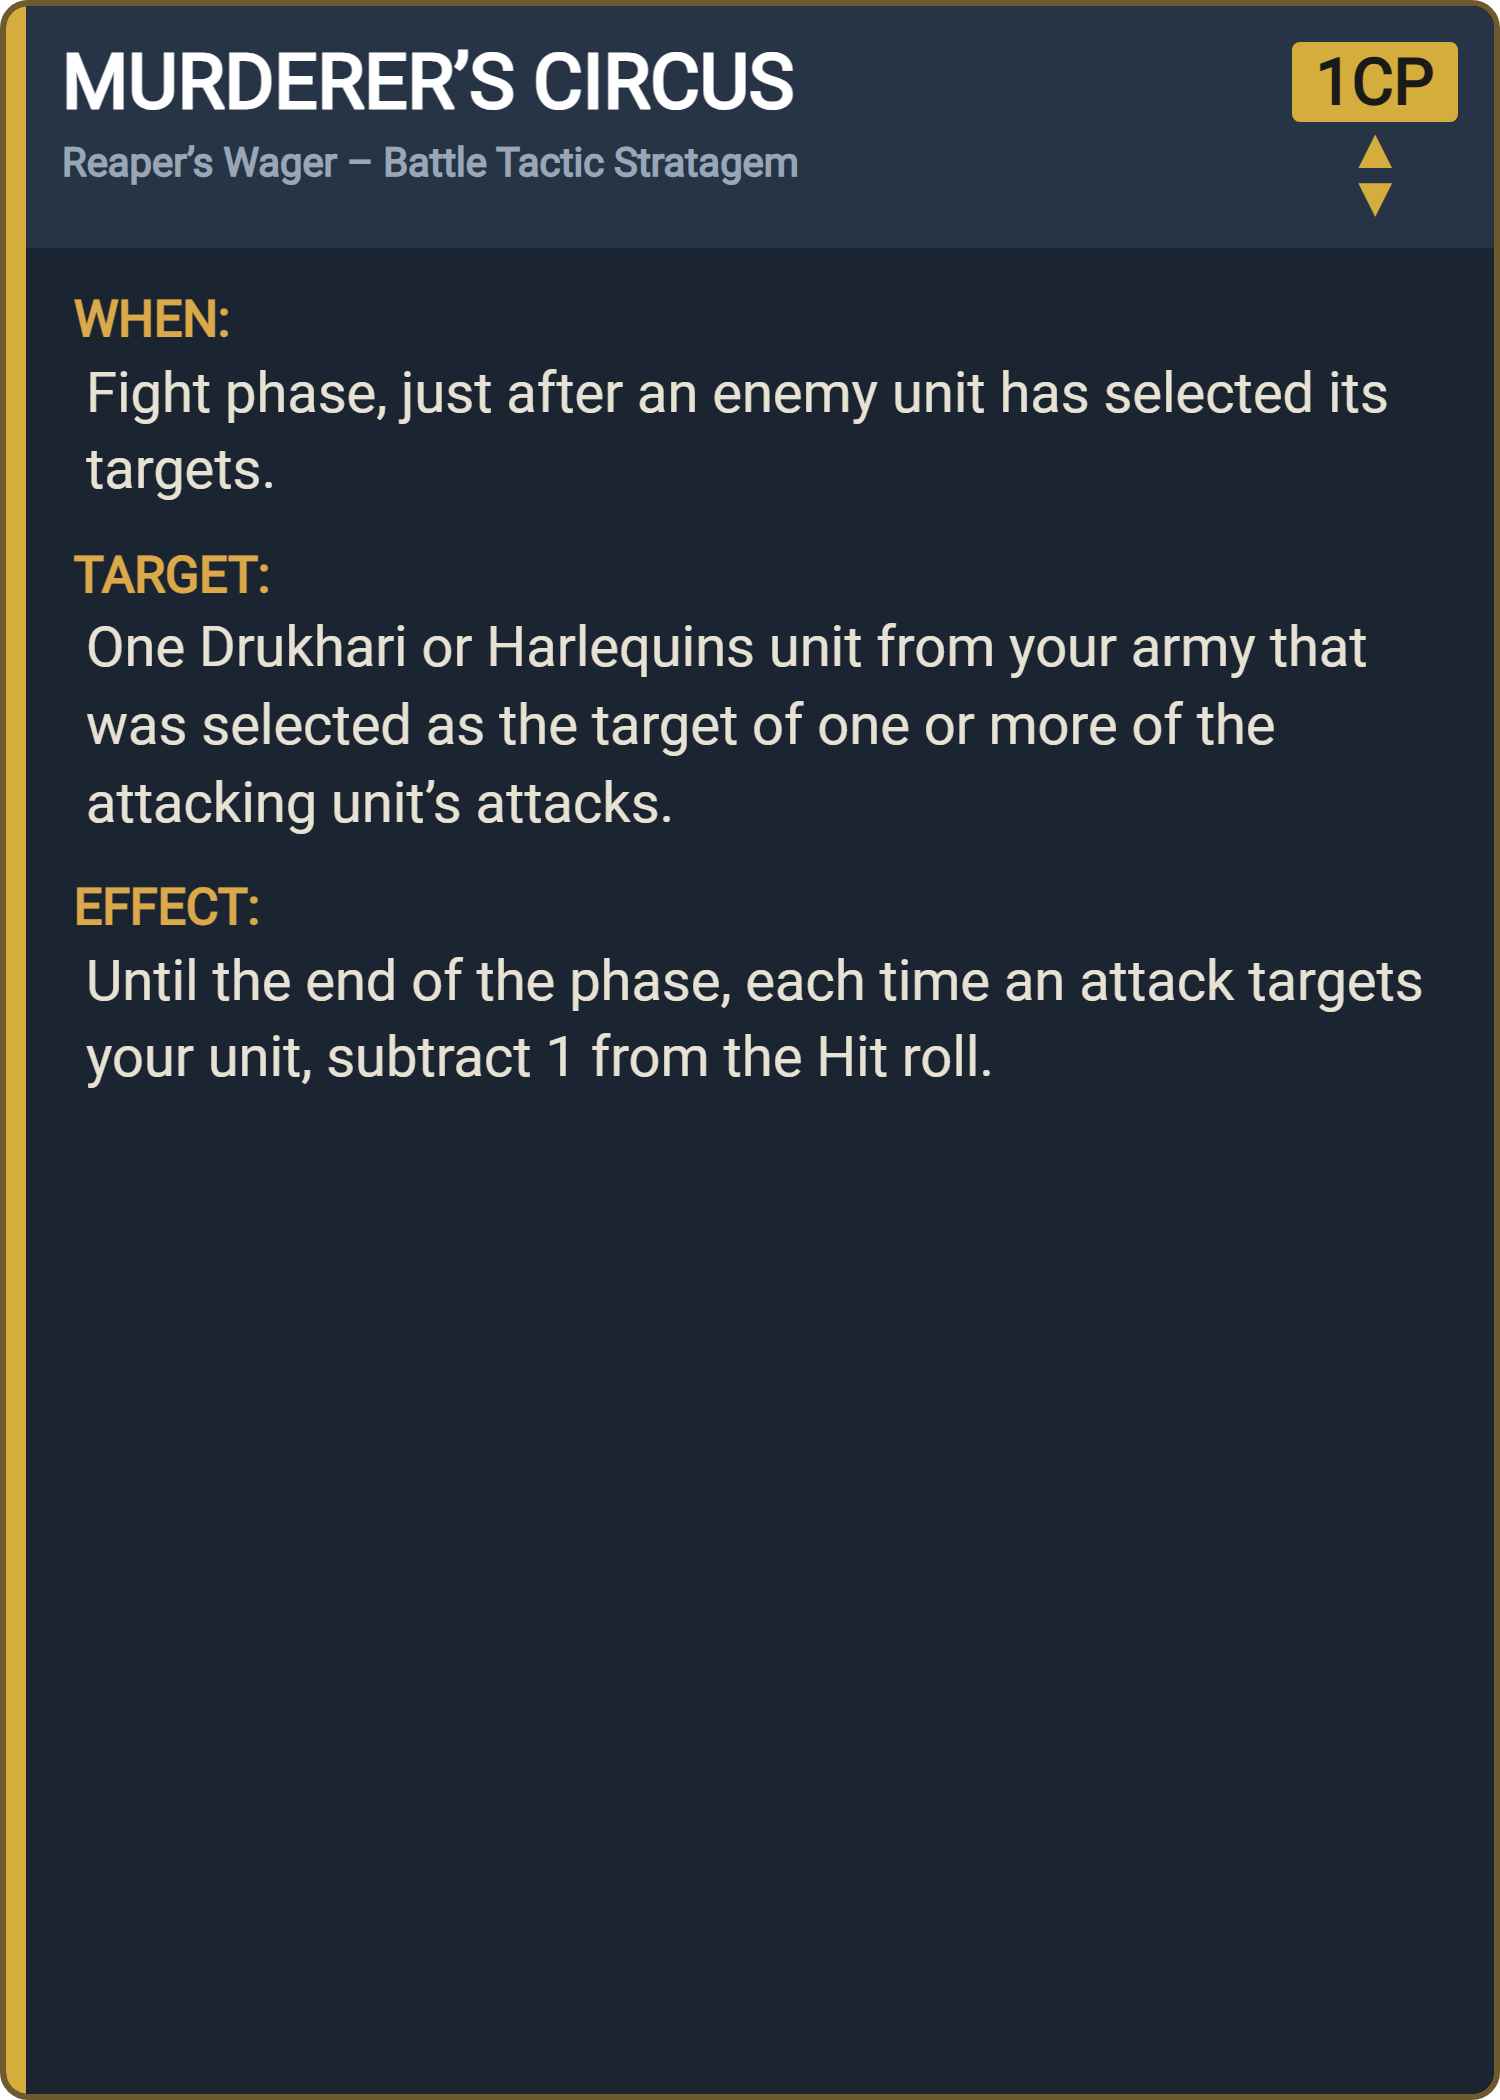 MURDERER’S CIRCUS
1CP
Reaper’s Wager – Battle Tactic Stratagem
▲
▼
WHEN:
Fight phase, just after an enemy unit has selected its
targets.
TARGET:
One Drukhari or Harlequins unit from your army that
was selected as the target of one or more of the
attacking unit’s attacks.
EFFECT:
Until the end of the phase, each time an attack targets
your unit, subtract 1 from the Hit roll.